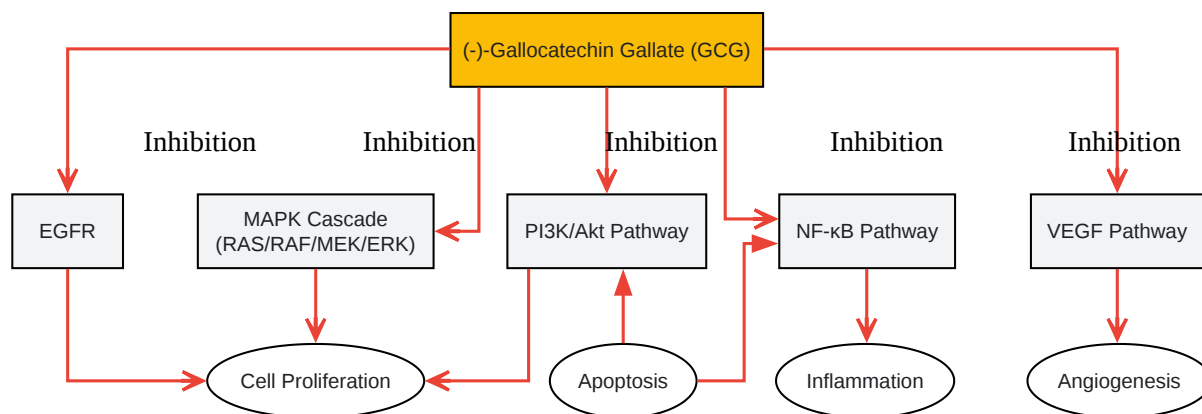 (-)-Gallocatechin Gallate (GCG)
Inhibition
Inhibition
Inhibition
Inhibition
Inhibition
EGFR
MAPK Cascade
(RAS/RAF/MEK/ERK)
PI3K/Akt Pathway
NF-κB Pathway
VEGF Pathway
Cell Proliferation
Apoptosis
Inflammation
Angiogenesis